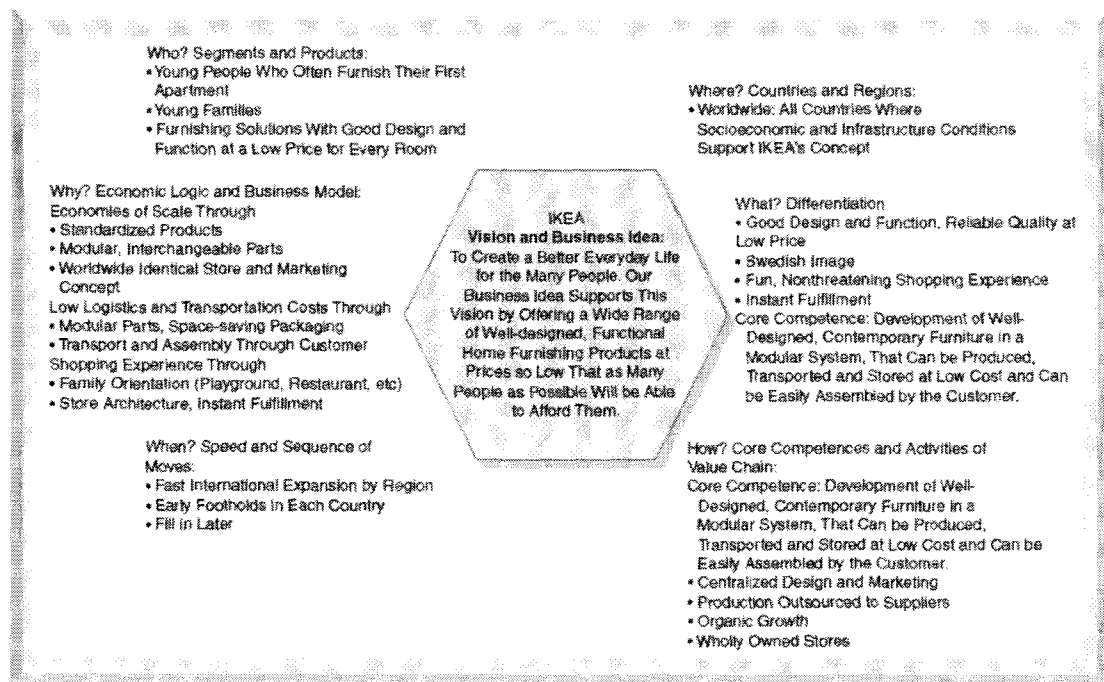 Who? Segments and Products:
• Young People Who Often Furnish Their First
Apartment
• Young Families
• Furnishing Solutions With Good Design and
Function at a Low Price for Every Room
Where? Countries and Regions:
• Worldwide: All Countries Where
Socioeconomic and Infrastructure Conditions
Support IKEA's Concept
Why? Economic Logic and Business Model:
Economies of Scale Through
• Standardized Products
• Modular, Interchangeable Parts
• Worldwide Identical Store and Marketing
Concept
Low Logistics and Transportation Costs Through
• Modular Parts, Space-saving Packaging
• Transport and Assembly Through Customer
Shopping Experience Through
• Family Orientation (Playground, Restaurant, etc)
• Store Architecture, Instant Fulfillment
IKEA
Vision and Business Idea:
To Create a Better Everyday Life
for the Many People. Our
Business Idea Supports This
Vision by Offering a Wide Range
of Well-designed, Functional
Home Furnishing Products at
Prices so Low That as Many
People as Possible Will be Able
to Afford Them.
What? Differentiation
• Good Design and Function, Reliable Quality at
Low Price
• Swedish Image
• Fun, Nonthreatening Shopping Experience
• Instant Fulfillment
Core Competence: Development of Well-
Designed, Contemporary Furniture in a
Modular System, That Can be Produced,
Transported and Stored at Low Cost and Can
be Easily Assembled by the Customer.
When? Speed and Sequence of
Moves:
• Fast International Expansion by Region
• Early Footholds in Each Country
• Fill in Later
How? Core Competences and Activities of
Value Chain:
Core Competence: Development of Well-
Designed, Contemporary Furniture in a
Modular System, That Can be Produced,
Transported and Stored at Low Cost and Can be
Easily Assembled by the Customer.
• Centralized Design and Marketing
• Production Outsourced to Suppliers
• Organic Growth
• Wholly Owned Stores